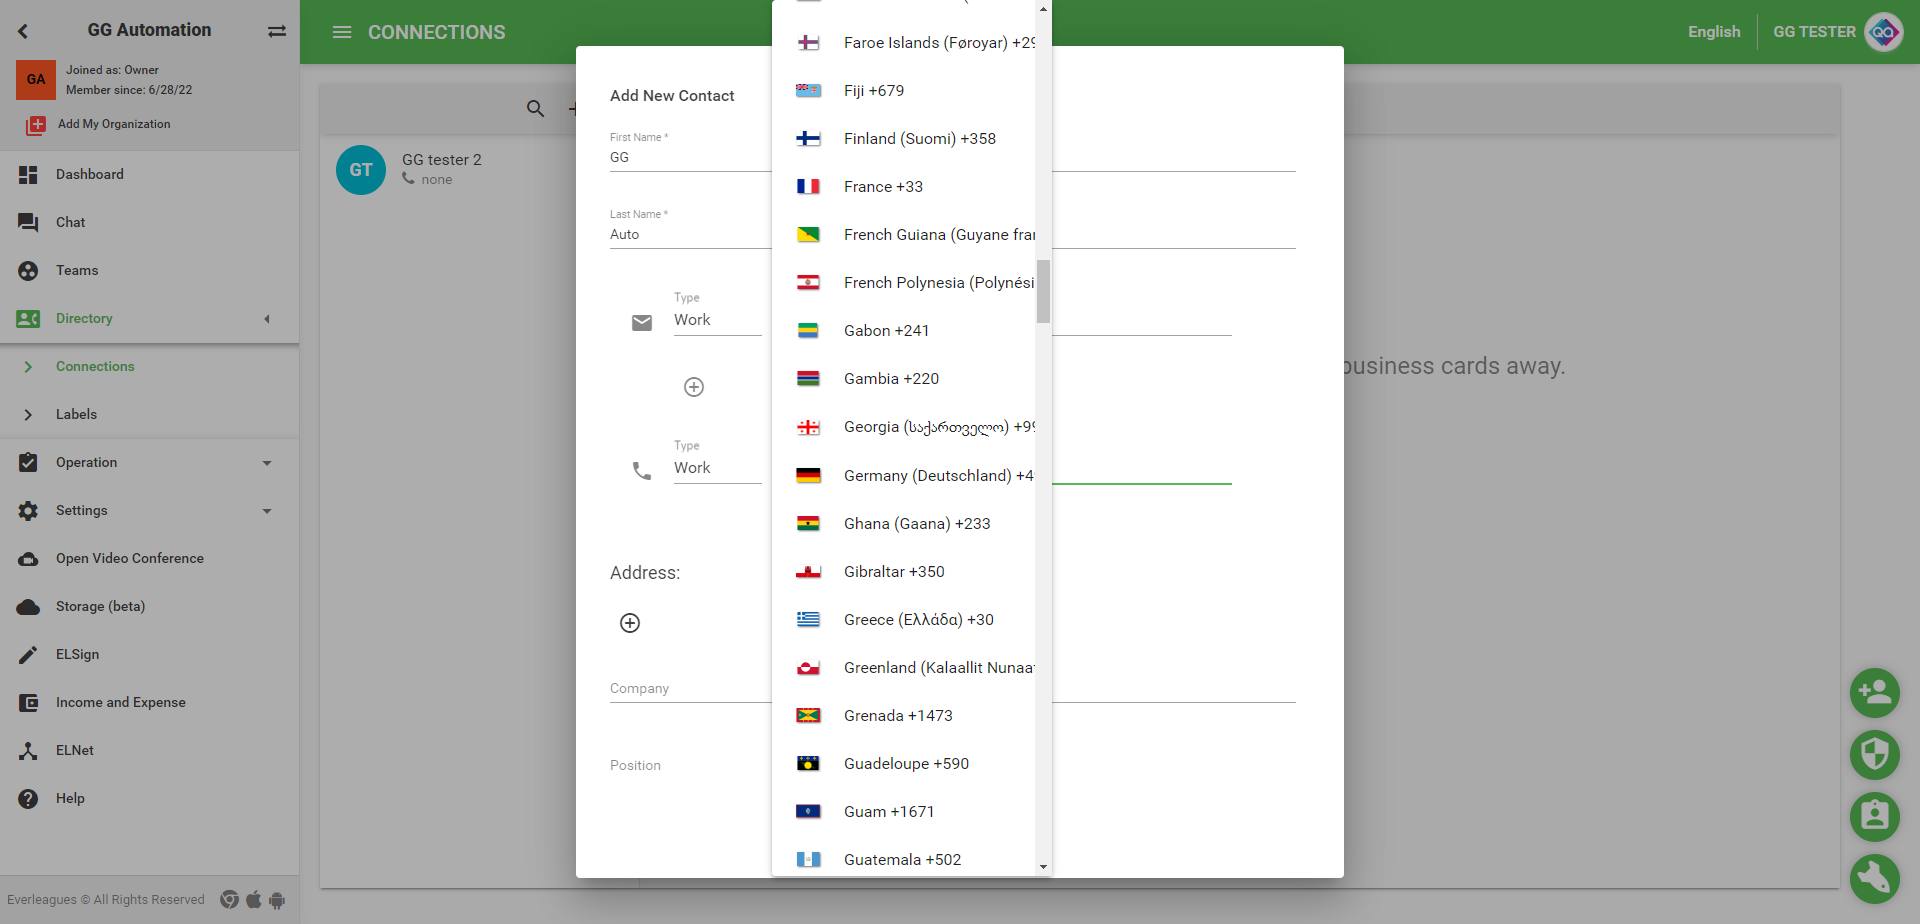 GG Automation
GA
Joined as: Owner
Member since: 6/28/22
Add My Organization
Dashboard
Chat
Teams
Directory
Connections
Labels
Operation
Settings
Open Video Conference
Storage (beta)
ELSign
Income and Expense
ELNet
Help
Everleagues © All Rights Reserved
CONNECTIONS
English
GG TESTER
QA
GT
GG tester 2
none
business cards away.
Add New Contact
First Name *
GG
Last Name *
Auto
Type
Work
Type
Work
Address:
Company
Position
Faroe Islands (Føroyar) +29
Fiji +679
Finland (Suomi) +358
France +33
French Guiana (Guyane fran
French Polynesia (Polynési
Gabon +241
Gambia +220
Georgia (საქართველო) +99
Germany (Deutschland) +49
Ghana (Gaana) +233
Gibraltar +350
Greece (Ελλάδα) +30
Greenland (Kalaallit Nunaat
Grenada +1473
Guadeloupe +590
Guam +1671
Guatemala +502